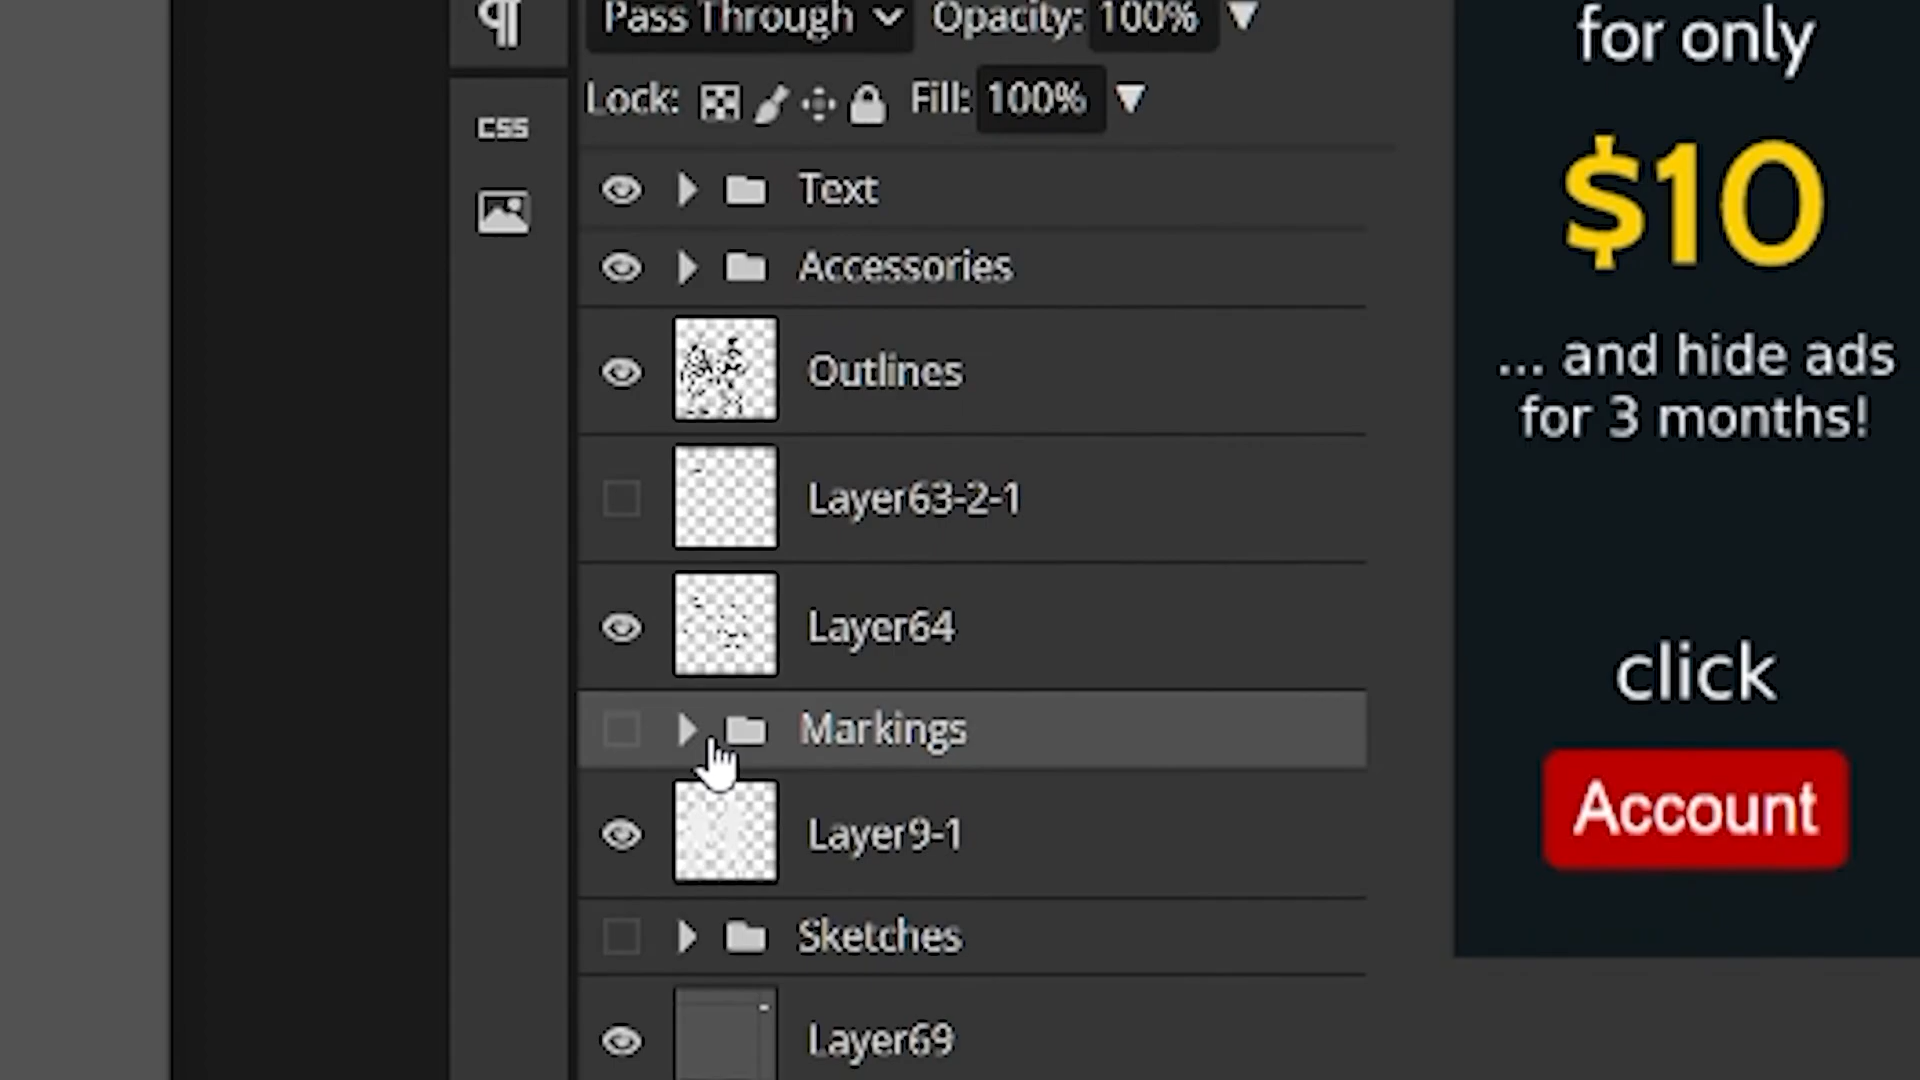 Pass Through Opacity: 100%
Lock: Fill: 100%
CSS
Text
Accessories
Outlines
Layer63-2-1
Layer64
Markings
Layer9-1
Sketches
Layer69
for only
$10
... and hide ads
for 3 months!
click
Account